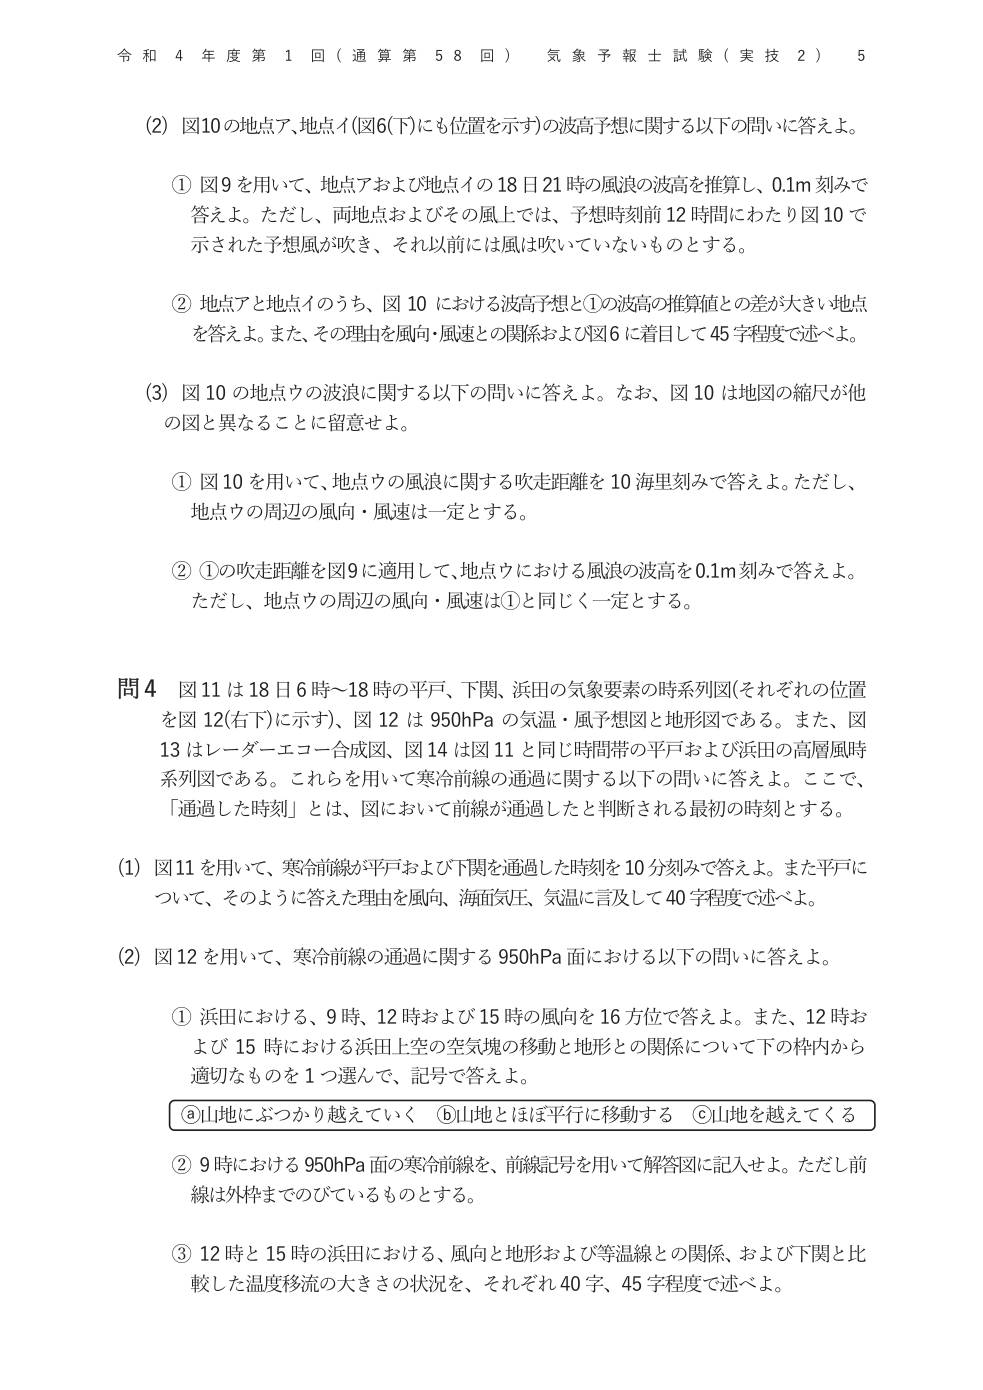 令和4年度第1回(通算第58回) 気象予報士試験(実技2) 5
(2) 図10の地点ア、地点イ(図6(下)にも位置を示す)の波高予想に関する以下の問いに答えよ。
① 図9を用いて、地点アおよび地点イの18日21時の風浪の波高を推算し、0.1m刻みで
答えよ。ただし、両地点およびその風上では、予想時刻前12時間にわたり図10で
示された予想風が吹き、それ以前には風は吹いていないものとする。
② 地点アと地点イのうち、図10における波高予想と①の波高の推算値との差が大きい地点
を答えよ。また、その理由を風向・風速との関係および図6に着目して45字程度で述べよ。
(3) 図10の地点ウの波浪に関する以下の問いに答えよ。なお、図10は地図の縮尺が他
の図と異なることに留意せよ。
① 図10を用いて、地点ウの風浪に関する吹走距離を10海里刻みで答えよ。ただし、
地点ウの周辺の風向・風速は一定とする。
② ①の吹走距離を図9に適用して、地点ウにおける風浪の波高を0.1m刻みで答えよ。
ただし、地点ウの周辺の風向・風速は①と同じく一定とする。
問4 図11は18日6時～18時の平戸、下関、浜田の気象要素の時系列図(それぞれの位置
を図12(右下)に示す)、図12は950hPaの気温・風予想図と地形図である。また、図
13はレーダーエコー合成図、図14は図11と同じ時間帯の平戸および浜田の高層風時
系列図である。これらを用いて寒冷前線の通過に関する以下の問いに答えよ。ここで、
「通過した時刻」とは、図において前線が通過したと判断される最初の時刻とする。
(1) 図11を用いて、寒冷前線が平戸および下関を通過した時刻を10分刻みで答えよ。また平戸に
ついて、そのように答えた理由を風向、海面気圧、気温に言及して40字程度で述べよ。
(2) 図12を用いて、寒冷前線の通過に関する950hPa面における以下の問いに答えよ。
① 浜田における、9時、12時および15時の風向を16方位で答えよ。また、12時お
よび15時における浜田上空の空気塊の移動と地形との関係について下の枠内から
適切なものを1つ選んで、記号で答えよ。
ⓐ山地にぶつかり越えていく ⓑ山地とほぼ平行に移動する ⓒ山地を越えてくる
② 9時における950hPa面の寒冷前線を、前線記号を用いて解答図に記入せよ。ただし前
線は外枠までのびているものとする。
③ 12時と15時の浜田における、風向と地形および等温線との関係、および下関と比
較した温度移流の大きさの状況を、それぞれ40字、45字程度で述べよ。